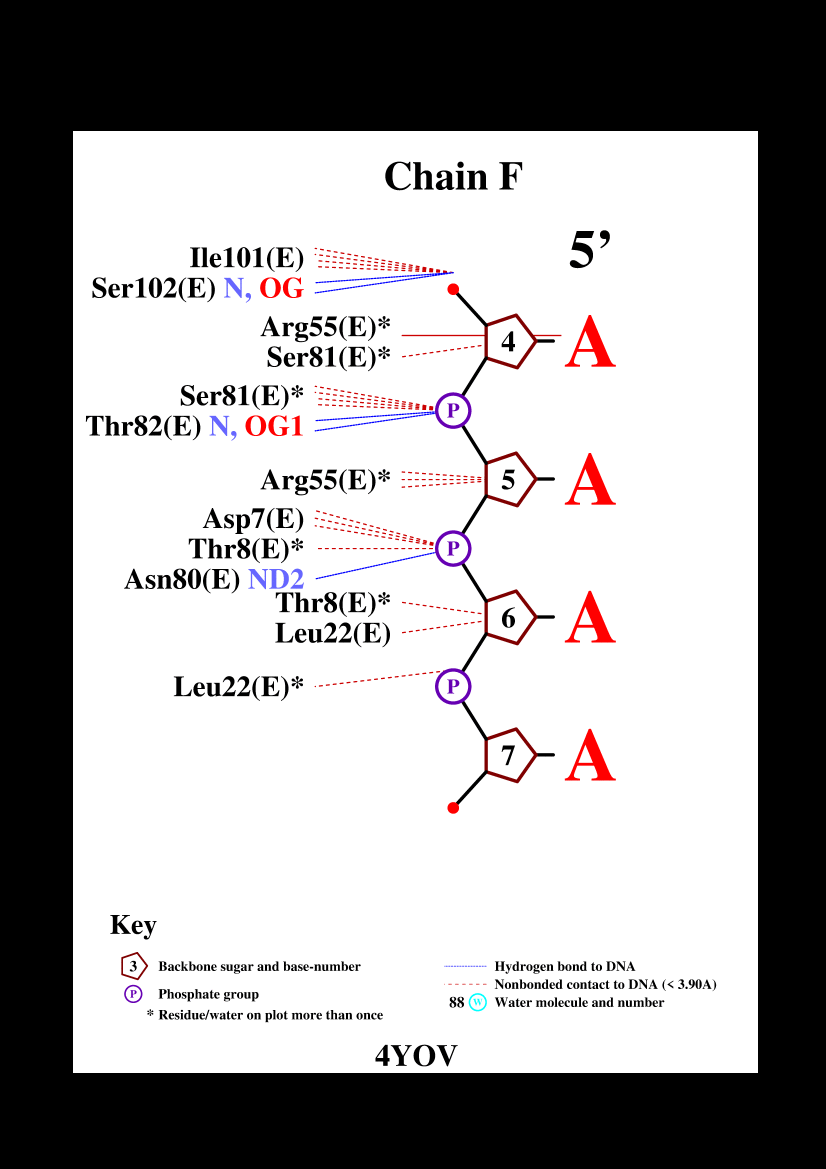 Chain F
5’
Ile101(E)
Ser102(E) N, OG
Arg55(E)*
4 A
Ser81(E)*
Ser81(E)*
P
Thr82(E) N, OG1
Arg55(E)* 5 A
Asp7(E)
Thr8(E)* P
Asn80(E) ND2
Thr8(E)*
6 A
Leu22(E)
Leu22(E)* P
7 A
Key
3 Backbone sugar and base-number
P Phosphate group
* Residue/water on plot more than once
Hydrogen bond to DNA
Nonbonded contact to DNA (< 3.90A)
88 W Water molecule and number
4YOV